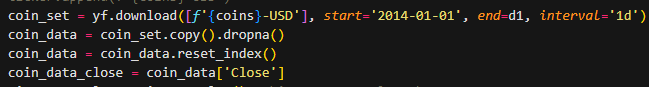 coin_set = yf.download([f'{coins}-USD'], start='2014-01-01', end=d1, interval='1d')
coin_data = coin_set.copy().dropna()
coin_data = coin_data.reset_index()
coin_data_close = coin_data['Close']